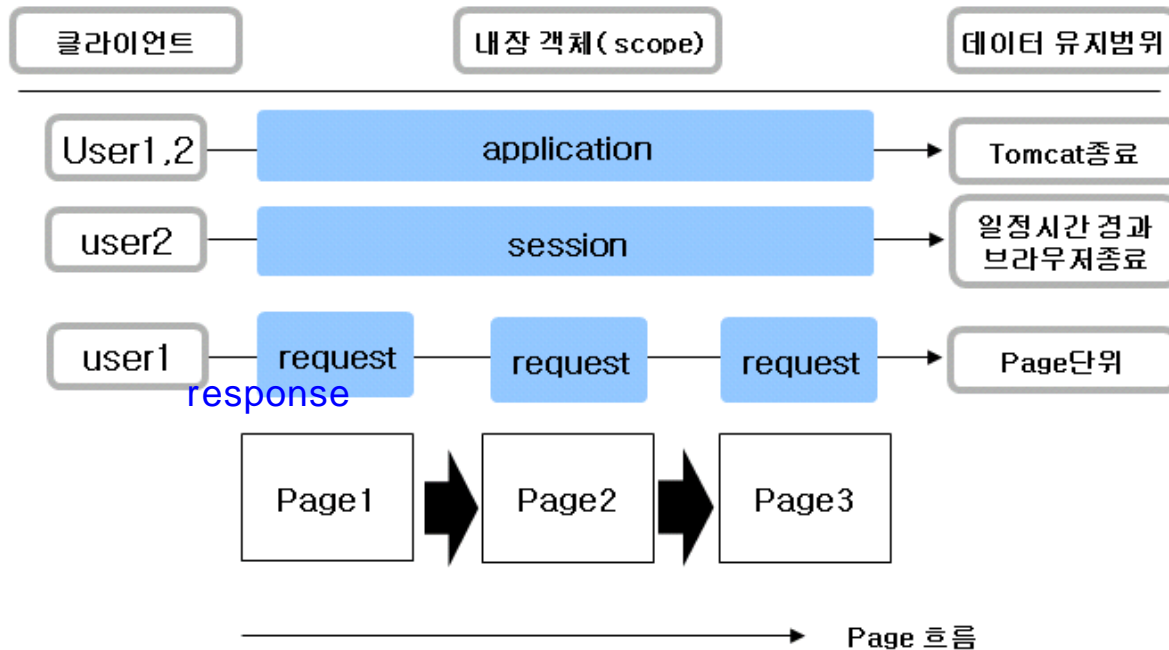 클라이언트
내장 객체(scope)
데이터 유지범위
User1,2
application
Tomcat종료
user2
session
일정시간 경과
브라우저종료
user1
request
request
request
Page단위
response
Page1
Page2
Page3
Page 흐름